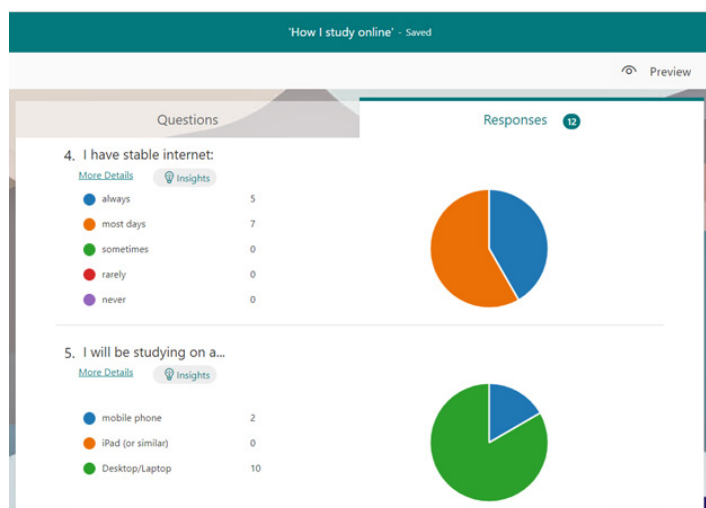 'How I study online' - Saved
Preview
Questions
Responses 12
4. I have stable internet:
More Details Insights
always 5
most days 7
sometimes 0
rarely 0
never 0
5. I will be studying on a...
More Details Insights
mobile phone 2
iPad (or similar) 0
Desktop/Laptop 10